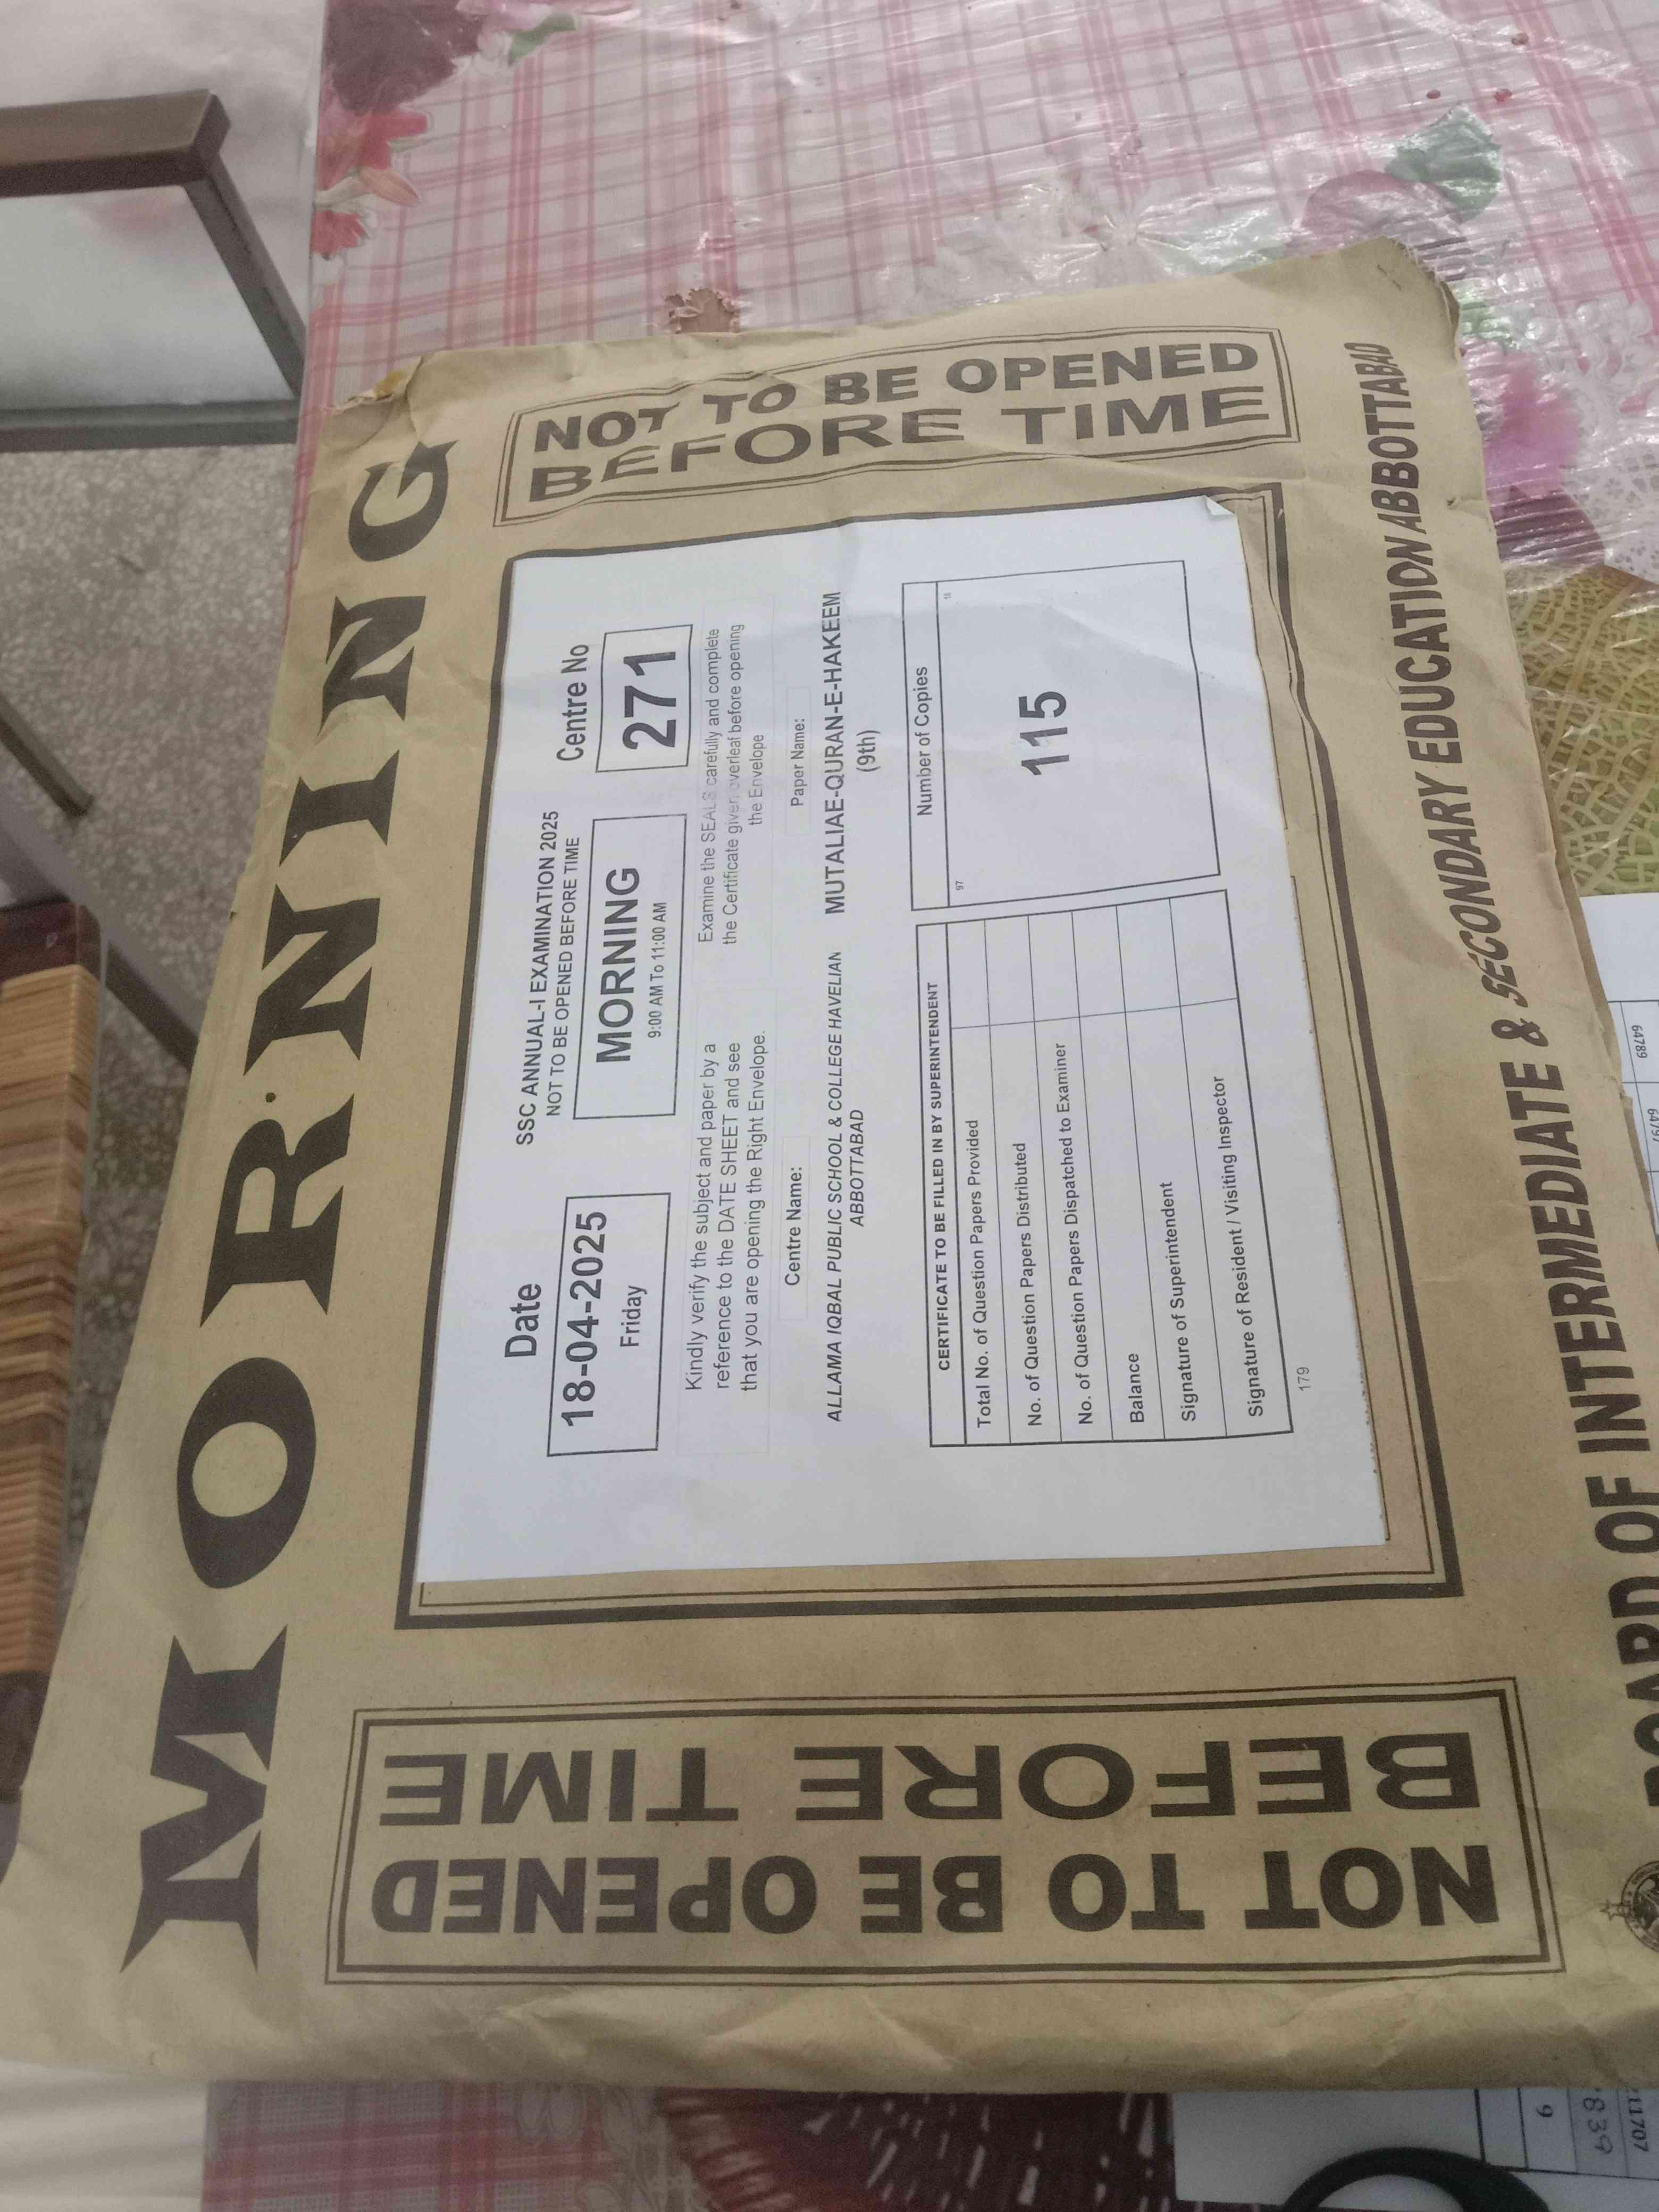 MORNING
NOT TO BE OPENED
BEFORE TIME
NOT TO BE OPENED
BEFORE TIME
SSC ANNUAL-I EXAMINATION 2025
NOT TO BE OPENED BEFORE TIME
Date
18-04-2025
Friday
MORNING
9:00 AM To 11:00 AM
Centre No
271
Kindly verify the subject and paper by a
reference to the DATE SHEET and see
that you are opening the Right Envelope.
Examine the SEALS carefully and complete
the Certificate given overleaf before opening
the Envelope
Centre Name:
ALLAMA IQBAL PUBLIC SCHOOL & COLLEGE HAVELIAN
ABBOTTABAD
Paper Name:
MUTALIAE-QURAN-E-HAKEEM
(9th)
CERTIFICATE TO BE FILLED IN BY SUPERINTENDENT
Total No. of Question Papers Provided
No. of Question Papers Distributed
No. of Question Papers Dispatched to Examiner
Balance
Signature of Superintendent
Signature of Resident / Visiting Inspector
Number of Copies
97
115
179
BOARD OF INTERMEDIATE & SECONDARY EDUCATION ABBOTTABAD
64789
11707
9